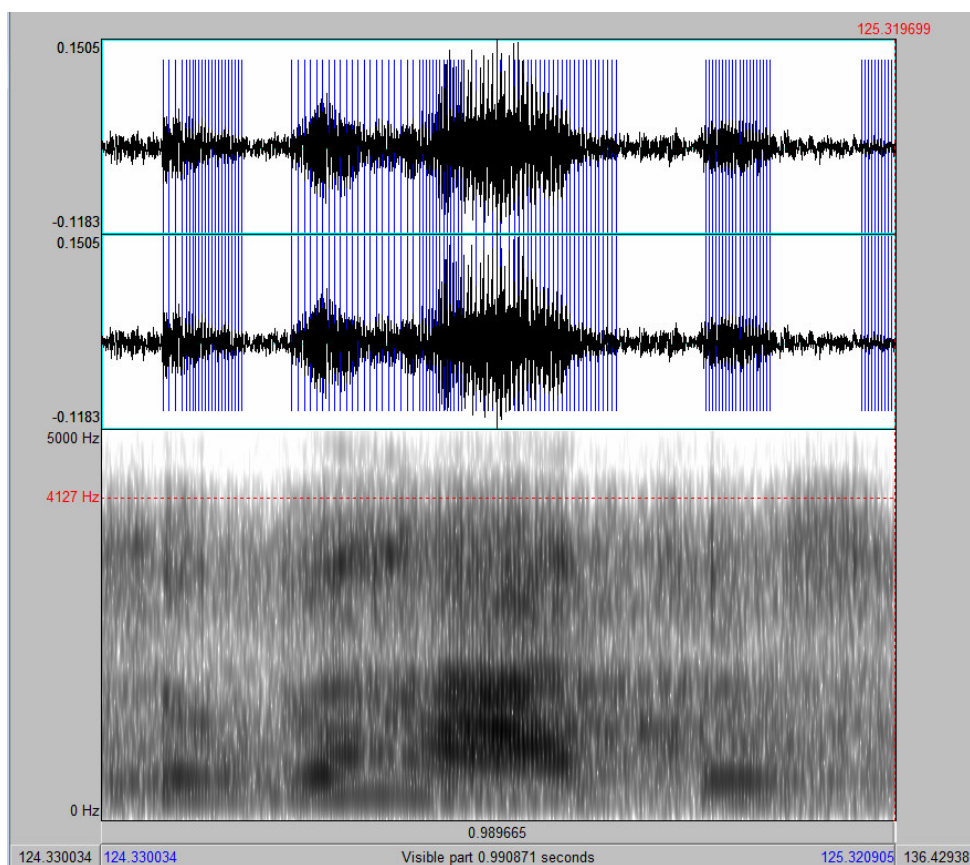 125.319699
0.1505
-0.1183
0.1505
-0.1183
5000 Hz
4127 Hz
0 Hz
0.989665
124.330034 124.330034 Visible part 0.990871 seconds 125.320905 136.42938